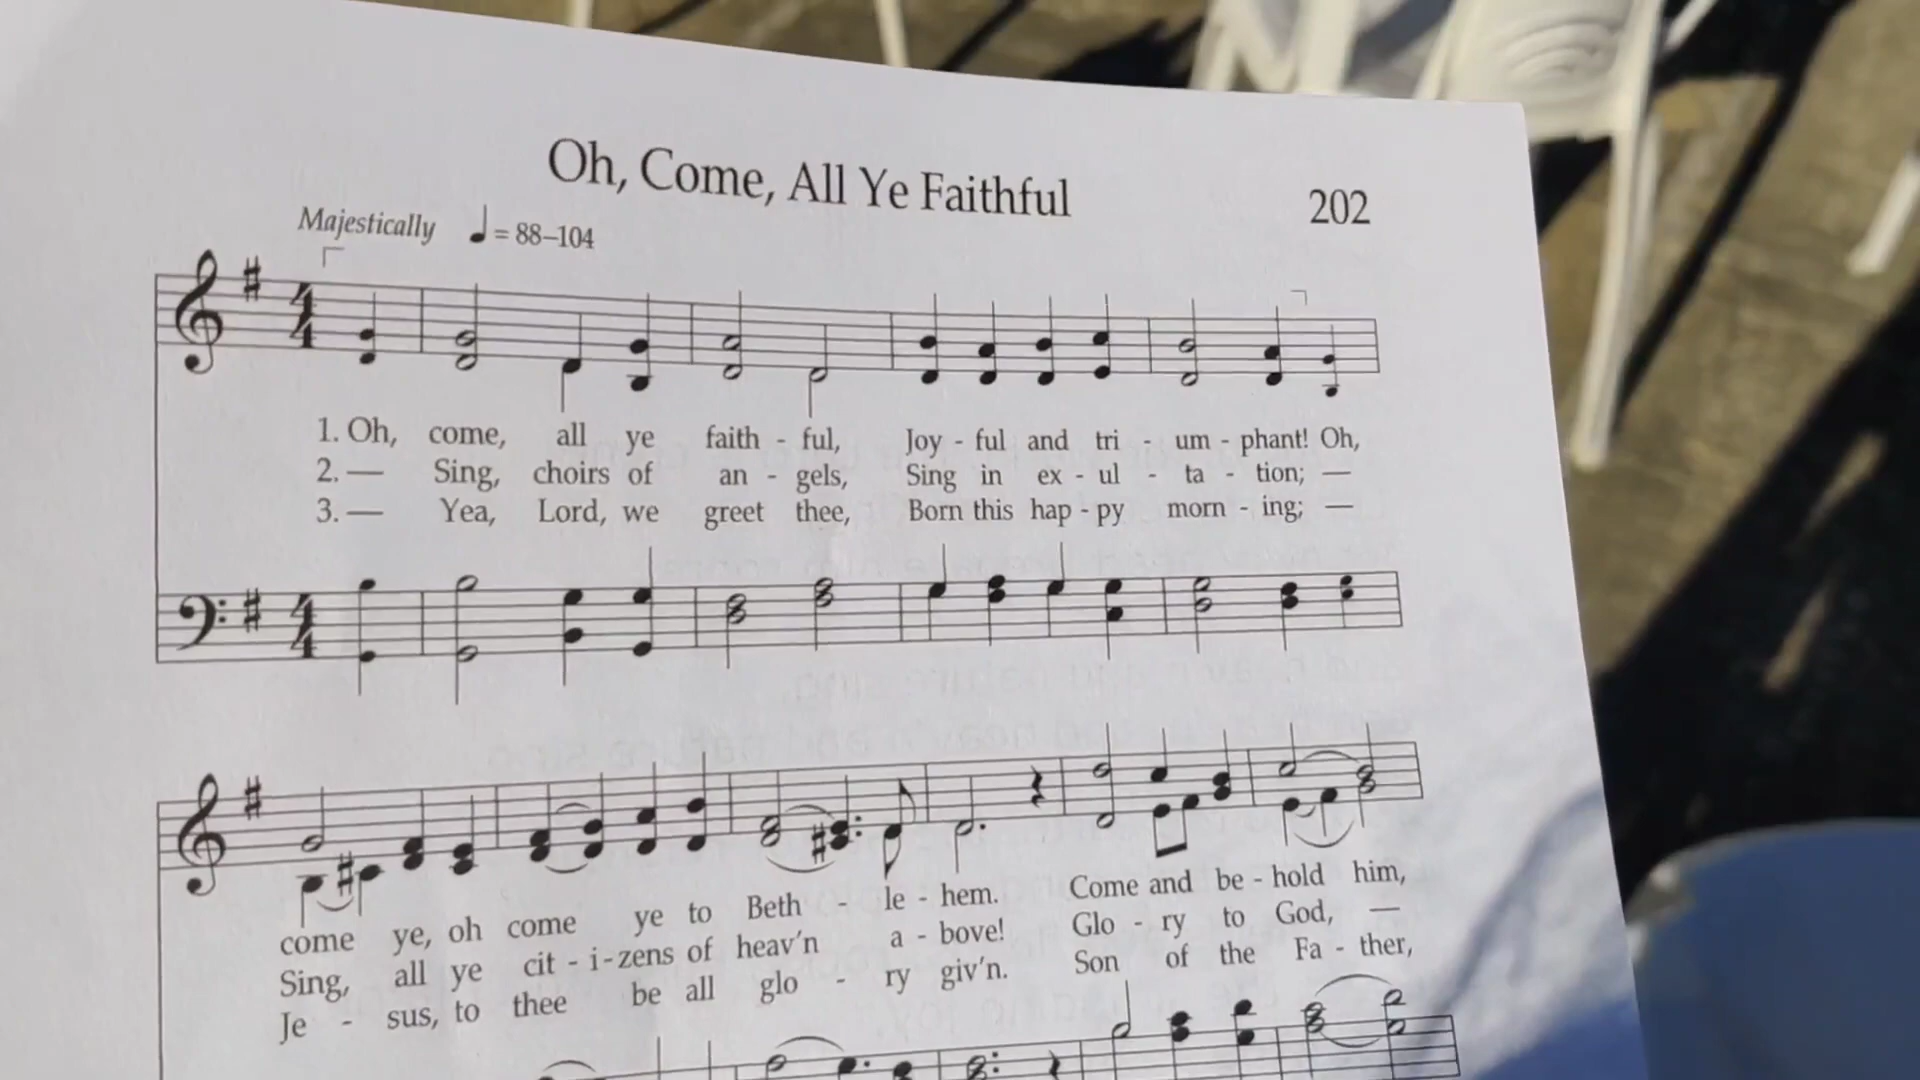 Oh, Come, All Ye Faithful
202
Majestically ♩ = 88–104
1. Oh, come, all ye faith - ful, Joy - ful and tri - um - phant! Oh,
2. — Sing, choirs of an - gels, Sing in ex - ul - ta - tion; —
3. — Yea, Lord, we greet thee, Born this hap - py morn - ing; —
come ye, oh come ye to Beth - le - hem. Come and be - hold him,
Sing, all ye cit - i - zens of heav'n a - bove! Glo - ry to God, —
Je - sus, to thee be all glo - ry giv'n. Son of the Fa - ther,